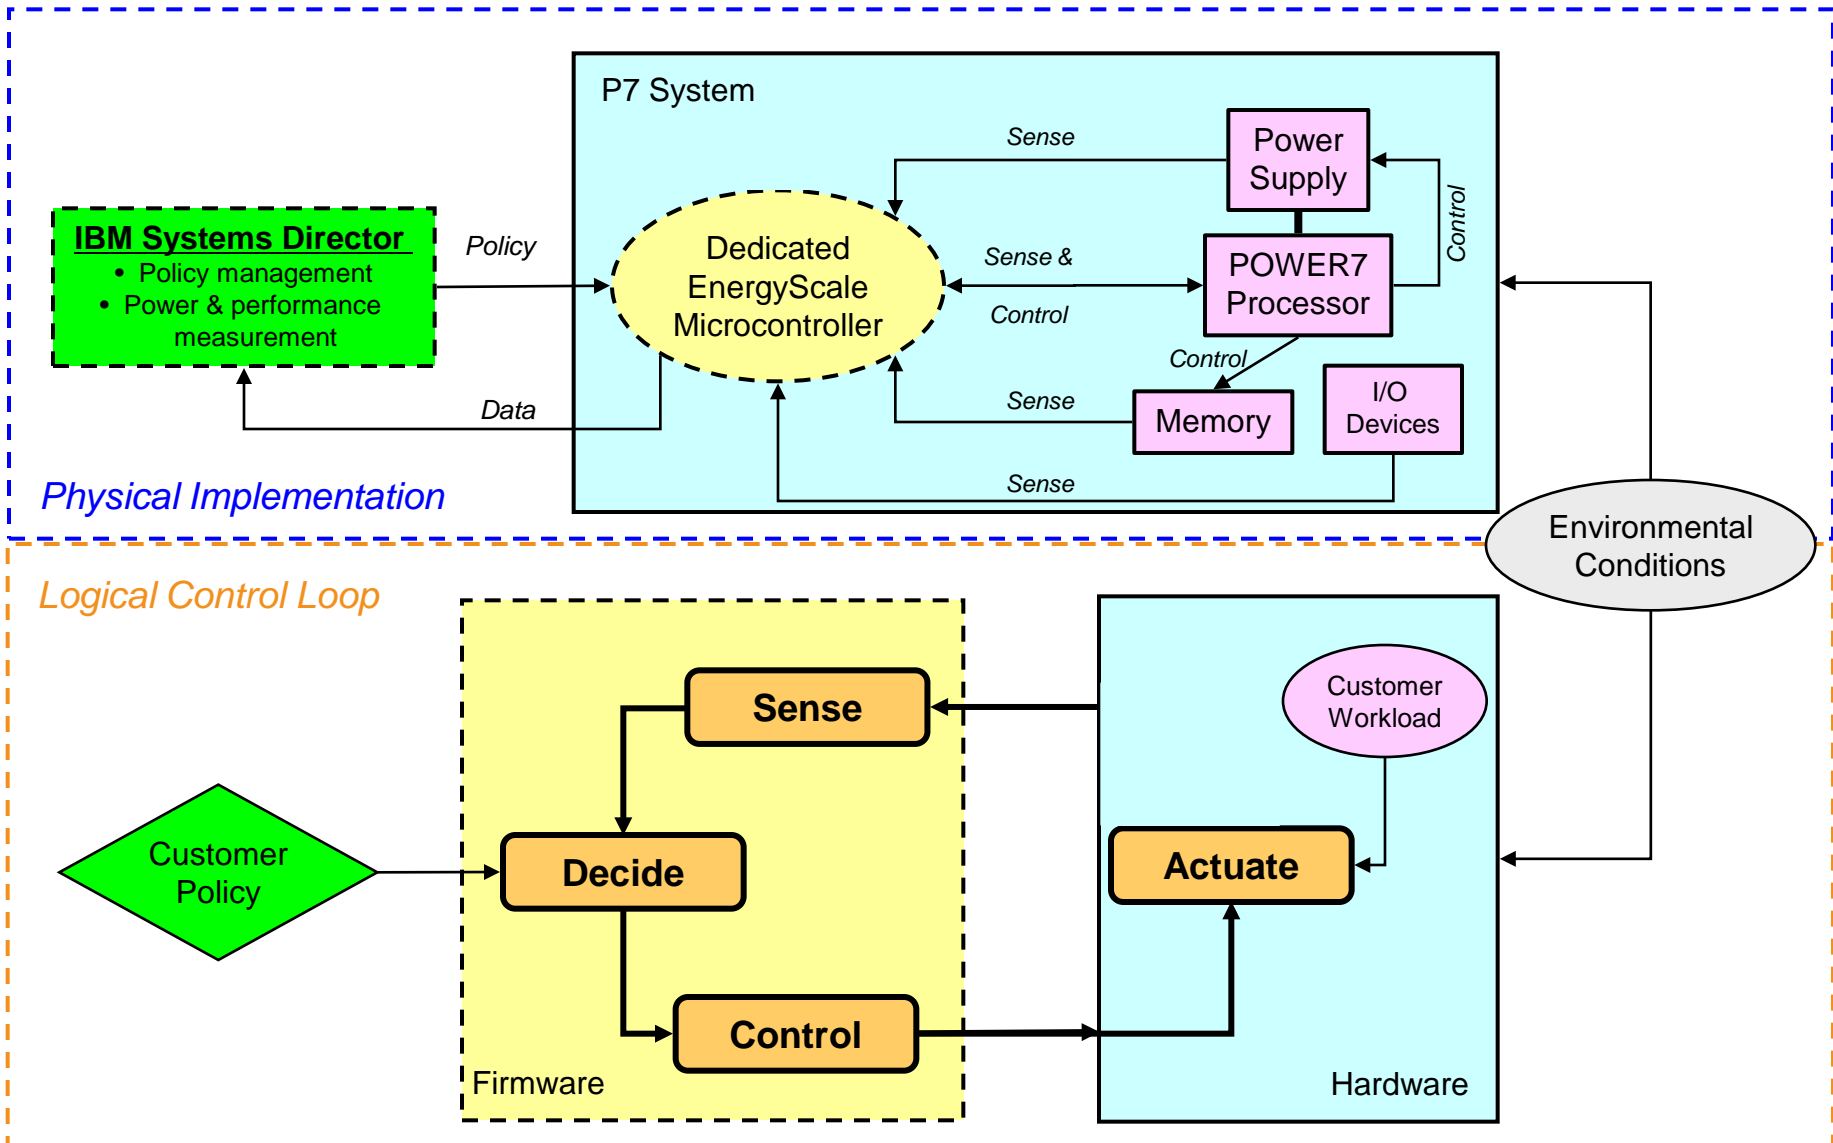 P7 System
Power
Supply
Sense
Control
IBM Systems Director
• Policy management
• Power & performance
measurement
Policy
Dedicated
EnergyScale
Microcontroller
Sense &
Control
POWER7
Processor
Control
I/O
Devices
Data
Sense
Memory
Sense
Physical Implementation
Environmental
Conditions
Logical Control Loop
Sense
Customer
Workload
Customer
Policy
Decide
Actuate
Control
Firmware
Hardware